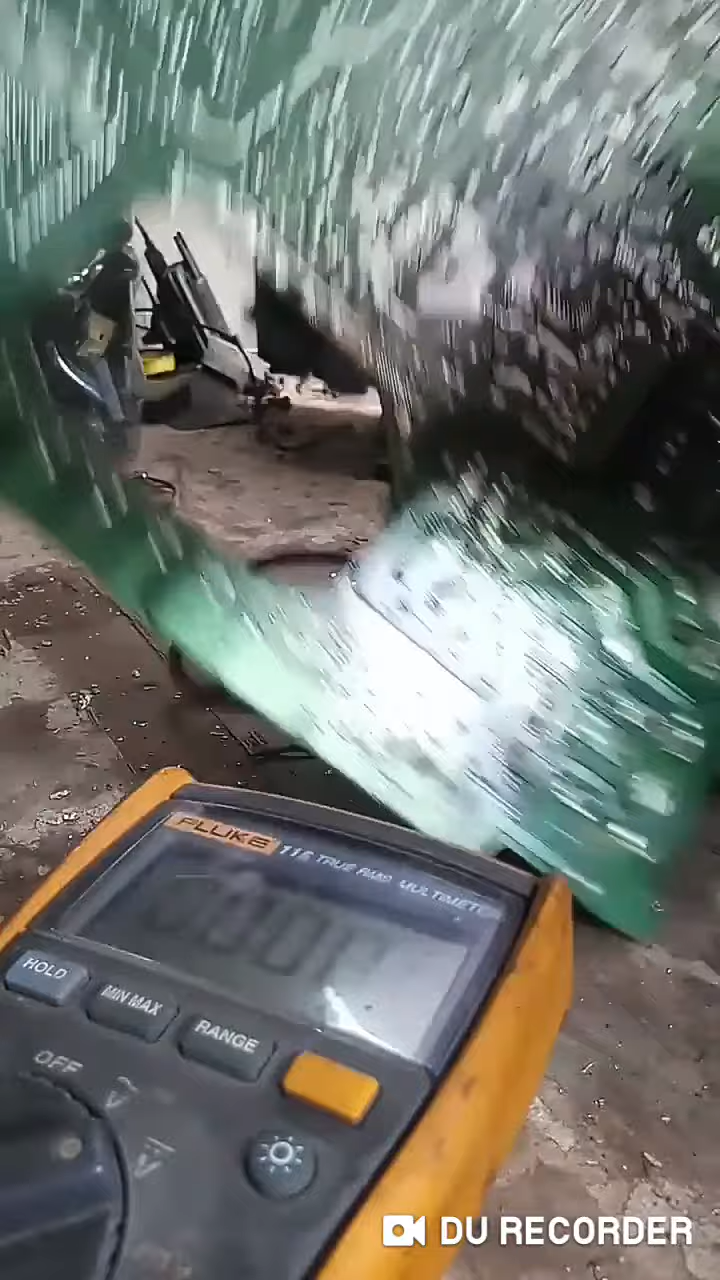 FLUKE
TRUE RMS MULTIMETER
HOLD
MIN MAX
RANGE
OFF
DU RECORDER